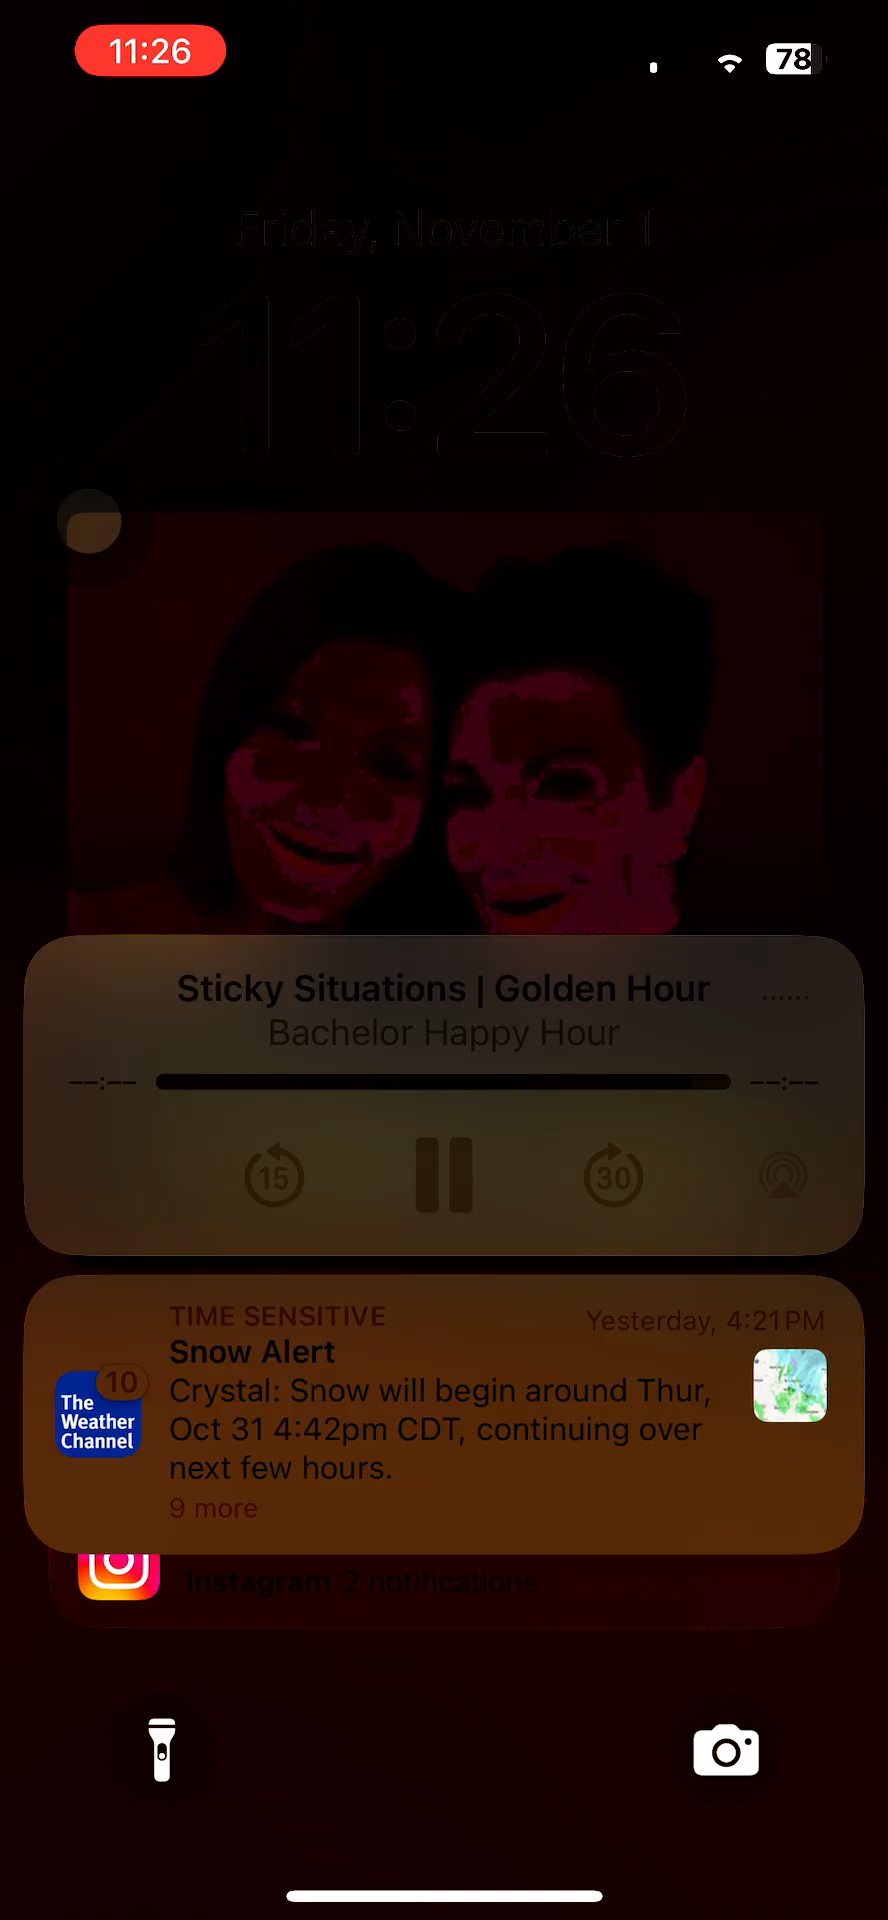 11:26
78
Friday, November 1
11:26
Sticky Situations | Golden Hour
Bachelor Happy Hour
--:--
--:--
15
30
TIME SENSITIVE
Yesterday, 4:21 PM
Snow Alert
10
The
Weather
Channel
Crystal: Snow will begin around Thur,
Oct 31 4:42pm CDT, continuing over
next few hours.
9 more
Instagram 2 notifications